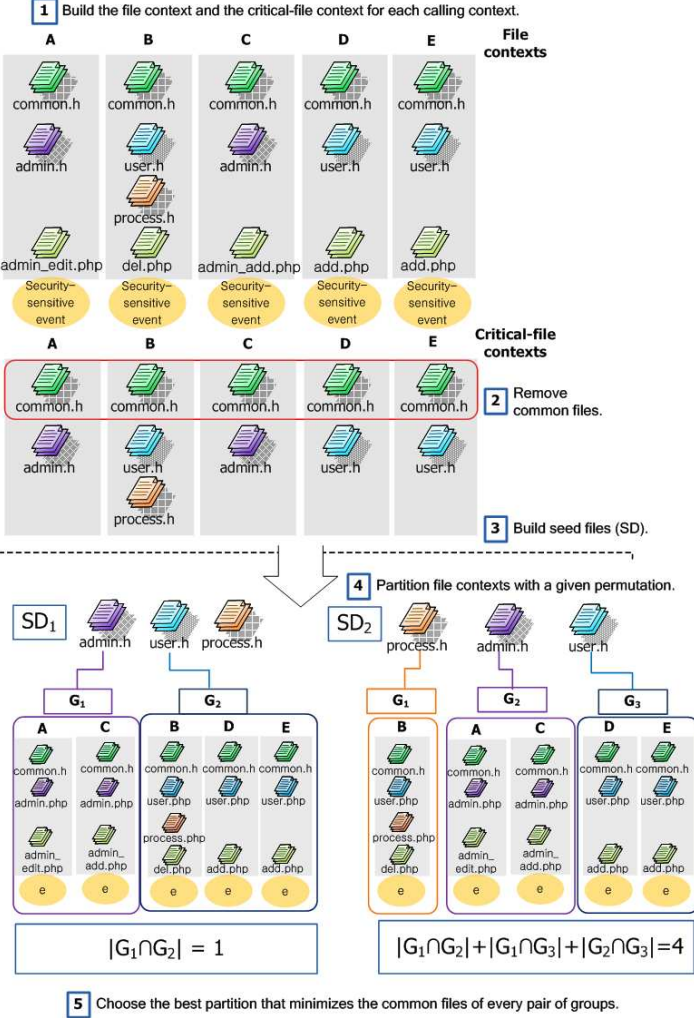 1 Build the file context and the critical-file context for each calling context.
A B C D E File
contexts
common.h common.h common.h common.h common.h
admin.h user.h admin.h user.h user.h
process.h
admin_edit.php del.php admin_add.php add.php add.php
Security- Security- Security- Security- Security-
sensitive sensitive sensitive sensitive sensitive
event event event event event
A B C D E Critical-file
contexts
common.h common.h common.h common.h common.h
2 Remove
common files.
admin.h user.h admin.h user.h user.h
process.h
3 Build seed files (SD).
4 Partition file contexts with a given permutation.
SD1 admin.h user.h process.h SD2 process.h admin.h user.h
G1 G2 G1 G2 G3
A C B D E B A C D E
common.h common.h common.h common.h common.h common.h common.h common.h common.h common.h
admin.php admin.php user.php user.php user.php user.php admin.php admin.php user.php user.php
process.php process.php
admin_ admin_ admin_ admin_
edit.php add.php del.php add.php add.php del.php edit.php add.php add.php add.php
e e e e e e e e e e
|G1∩G2| = 1 |G1∩G2|+|G1∩G3|+|G2∩G3|=4
5 Choose the best partition that minimizes the common files of every pair of groups.